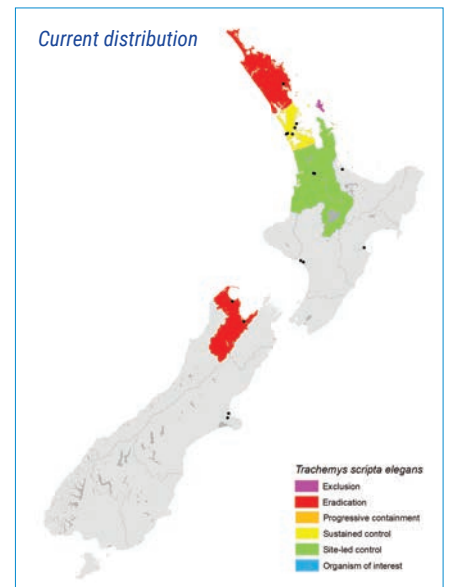 Current distribution
Trachemys scripta elegans
Exclusion
Eradication
Progressive containment
Sustained control
Site-led control
Organism of interest